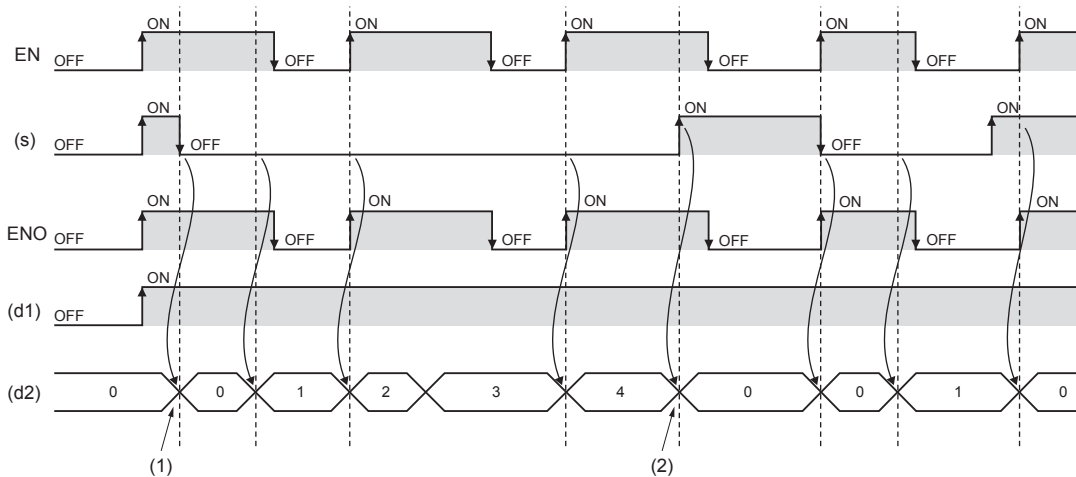 ON ON ON ON ON
EN OFF OFF OFF OFF OFF
ON ON ON
(s) OFF OFF OFF
ON ON ON ON ON
ENO OFF OFF OFF OFF OFF
ON
(d1) OFF
(d2) 0 0 1 2 3 4 0 0 1 0
(1) (2)